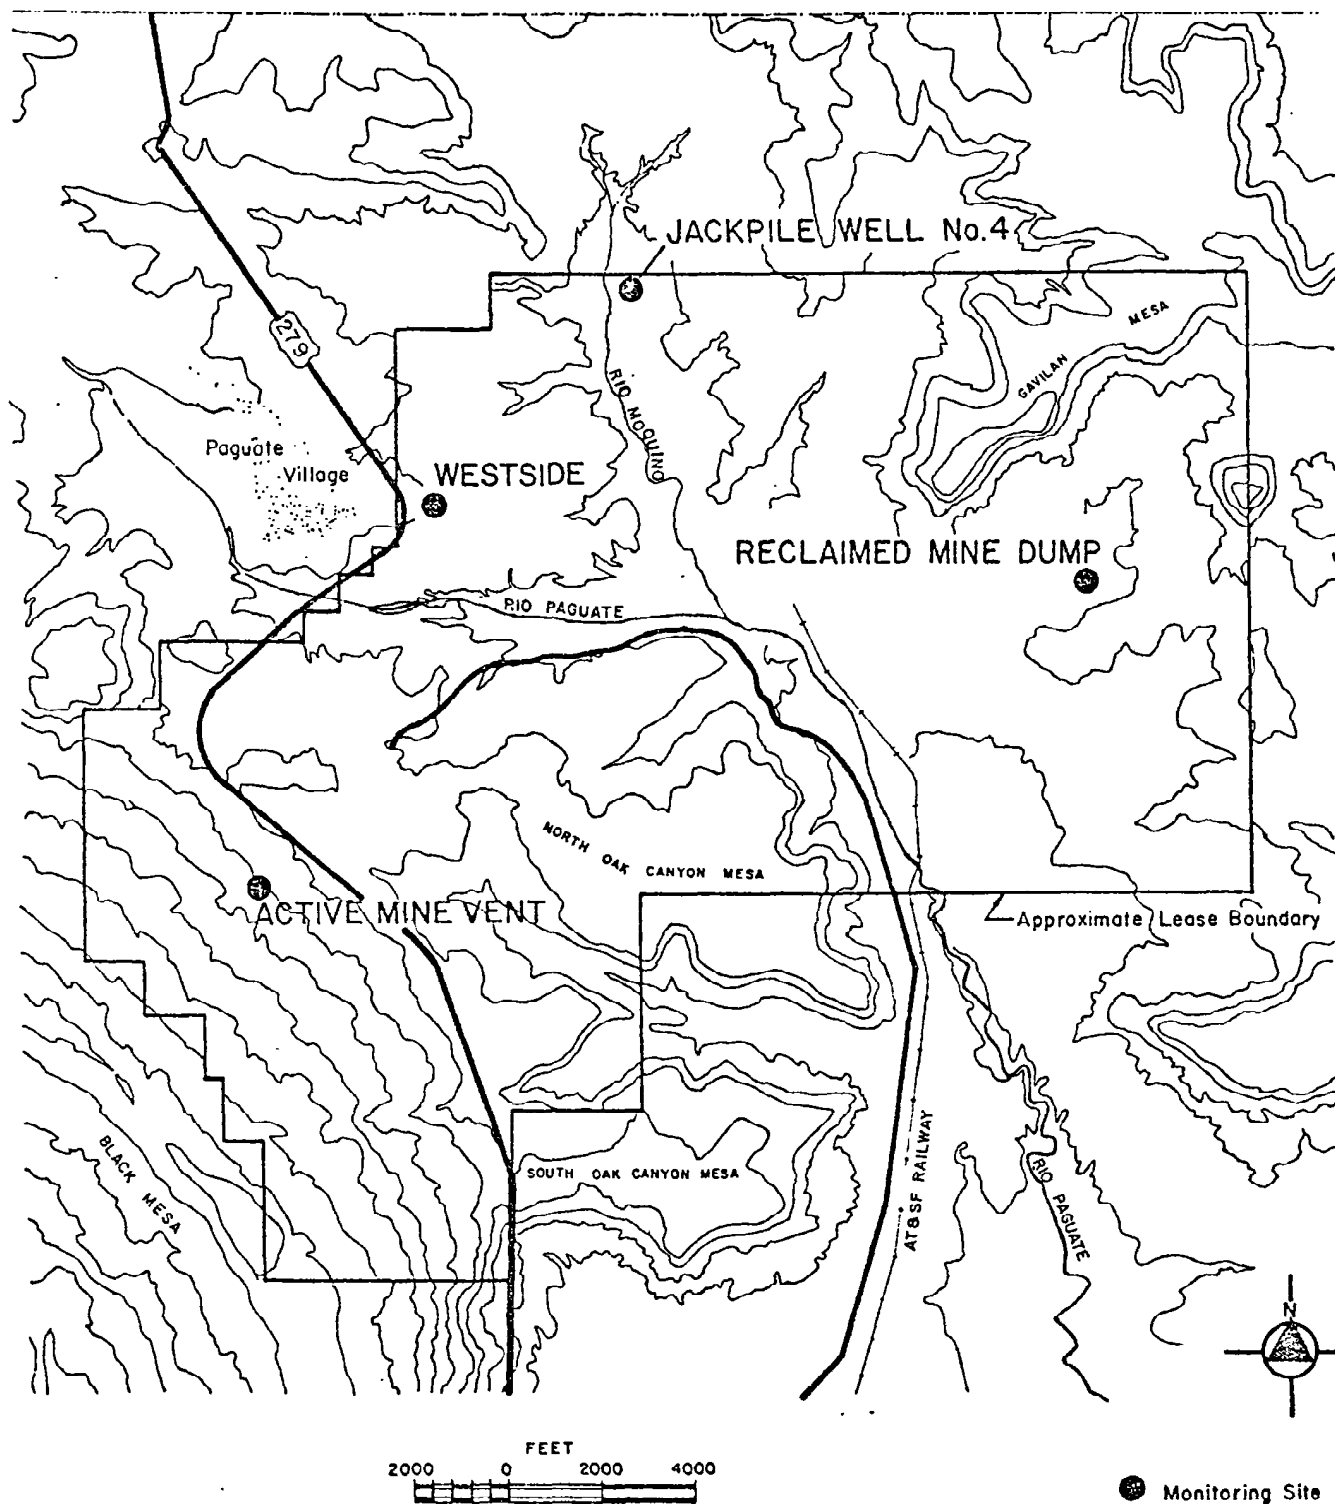 JACKPILE WELL No.4
MESA
GAVILAN
279
RIO MOQUINO
Paguate
Village
WESTSIDE
RECLAIMED MINE DUMP
RIO PAGUATE
NORTH OAK CANYON MESA
ACTIVE MINE VENT
Approximate Lease Boundary
BLACK MESA
SOUTH OAK CANYON MESA
AT&SF RAILWAY
RIO PAGUATE
N
FEET
2000 0 2000 4000
Monitoring Site